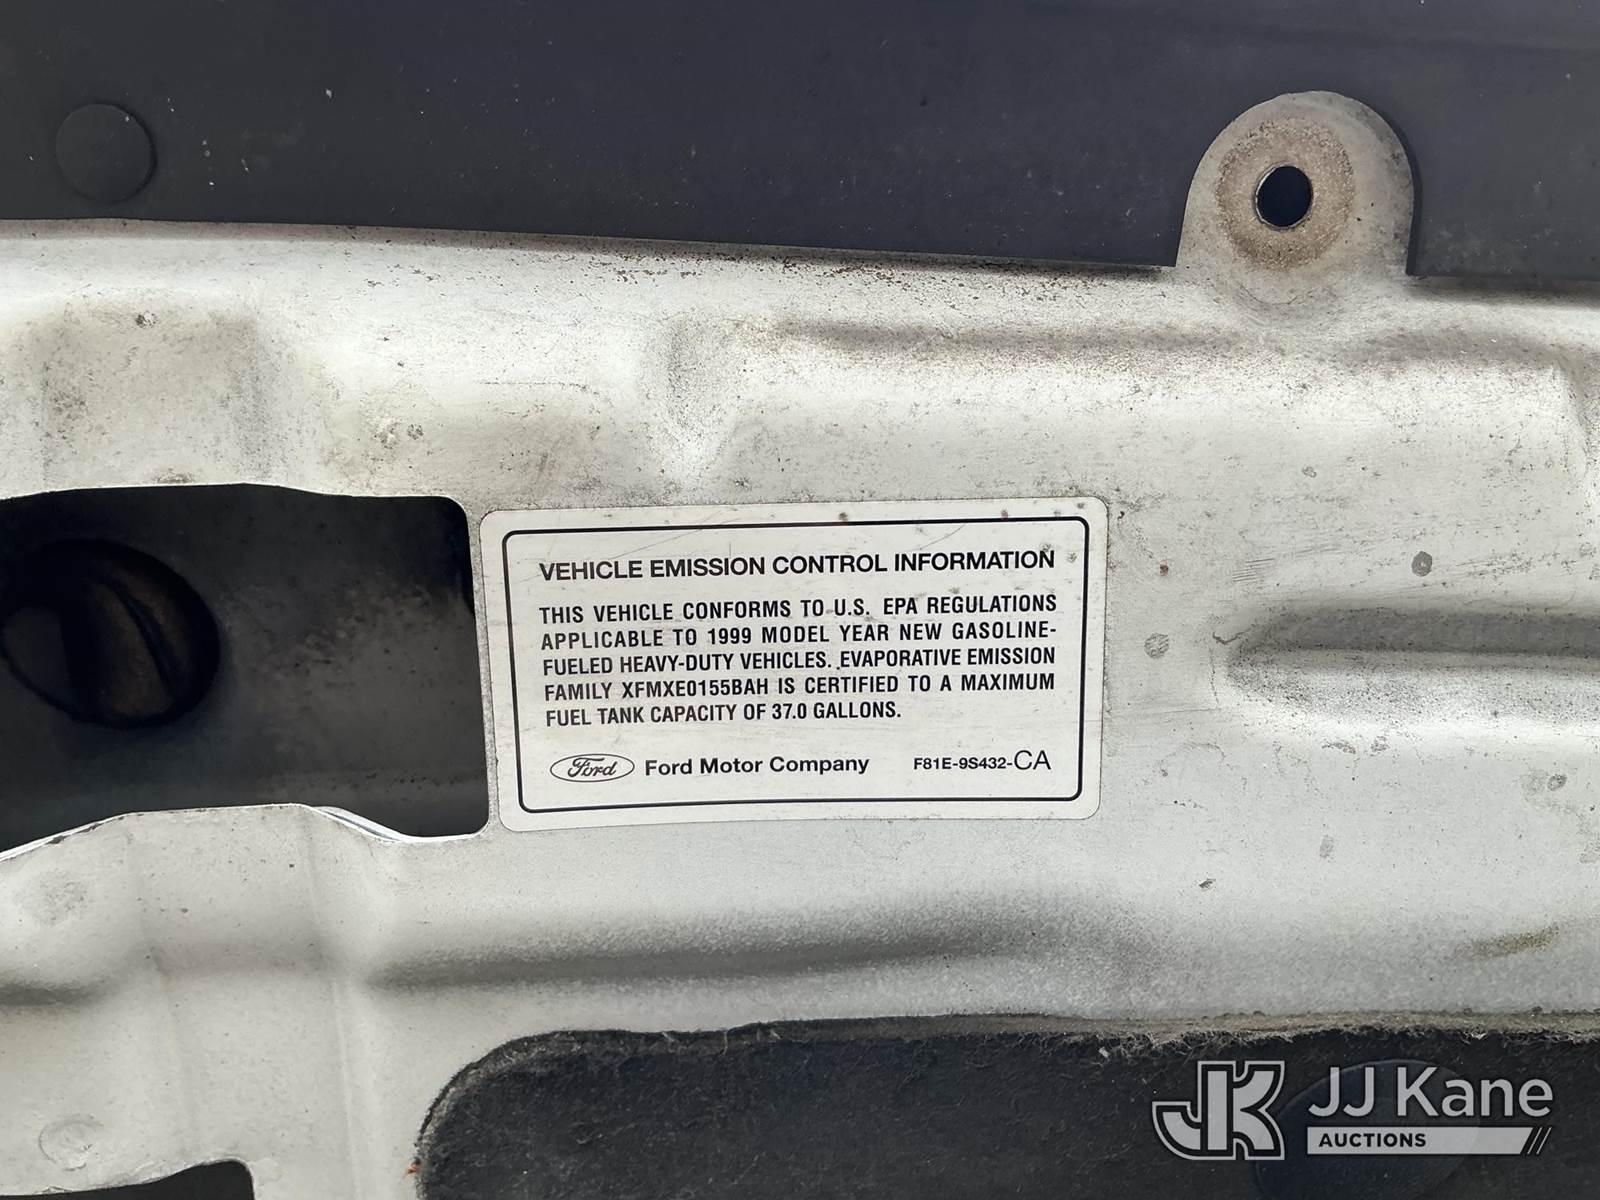 VEHICLE EMISSION CONTROL INFORMATION
THIS VEHICLE CONFORMS TO U.S. EPA REGULATIONS
APPLICABLE TO 1999 MODEL YEAR NEW GASOLINE-
FUELED HEAVY-DUTY VEHICLES. EVAPORATIVE EMISSION
FAMILY XFMXE0155BAH IS CERTIFIED TO A MAXIMUM
FUEL TANK CAPACITY OF 37.0 GALLONS.
Ford Ford Motor Company F81E-9S432-CA
JK JJ Kane
AUCTIONS